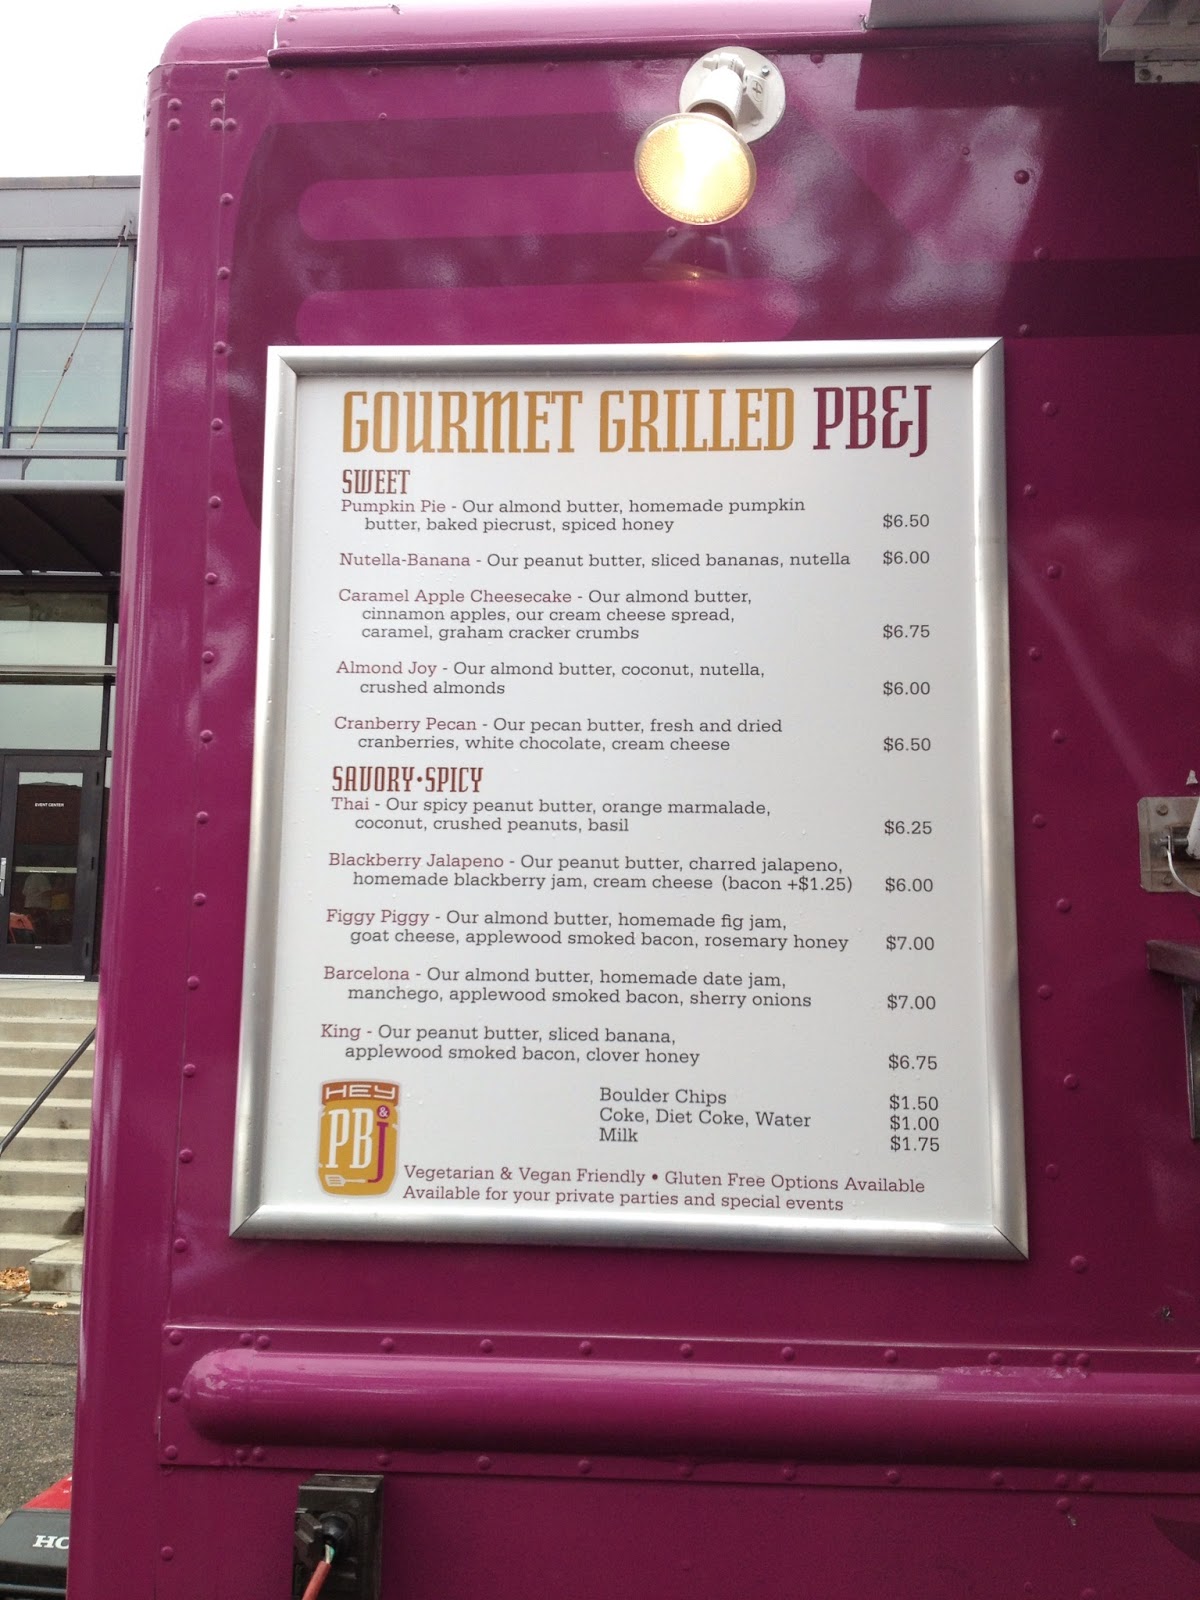 GOURMET GRILLED PB&J
SWEET
Pumpkin Pie - Our almond butter, homemade pumpkin
butter, baked piecrust, spiced honey $6.50
Nutella-Banana - Our peanut butter, sliced bananas, nutella $6.00
Caramel Apple Cheesecake - Our almond butter,
cinnamon apples, our cream cheese spread,
caramel, graham cracker crumbs $6.75
Almond Joy - Our almond butter, coconut, nutella,
crushed almonds $6.00
Cranberry Pecan - Our pecan butter, fresh and dried
cranberries, white chocolate, cream cheese $6.50
SAVORY•SPICY
Thai - Our spicy peanut butter, orange marmalade,
coconut, crushed peanuts, basil $6.25
Blackberry Jalapeno - Our peanut butter, charred jalapeno,
homemade blackberry jam, cream cheese (bacon +$1.25) $6.00
Figgy Piggy - Our almond butter, homemade fig jam,
goat cheese, applewood smoked bacon, rosemary honey $7.00
Barcelona - Our almond butter, homemade date jam,
manchego, applewood smoked bacon, sherry onions $7.00
King - Our peanut butter, sliced banana,
applewood smoked bacon, clover honey $6.75
Boulder Chips $1.50
Coke, Diet Coke, Water $1.00
Milk $1.75
HEY
PB&J
Vegetarian & Vegan Friendly • Gluten Free Options Available
Available for your private parties and special events
EVENT CENTER
HO